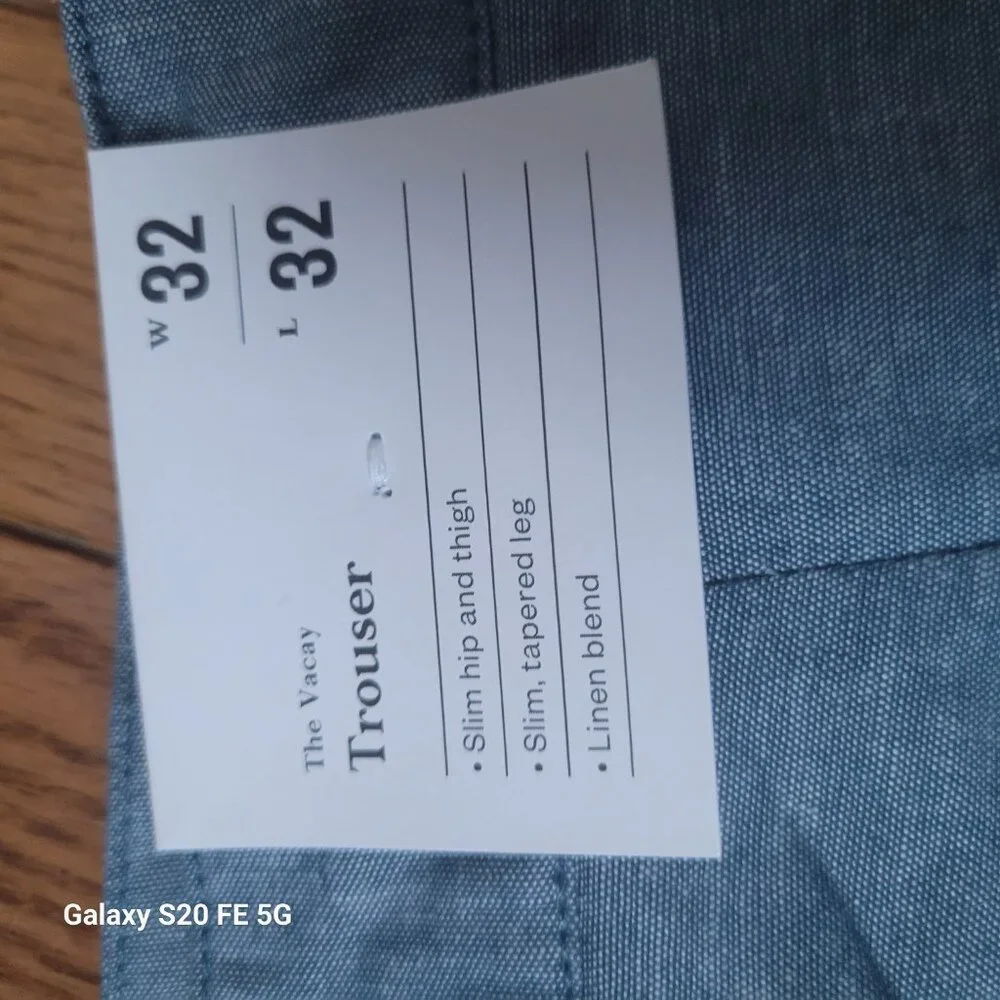 W 32
L 32
The Vacay
Trouser
• Slim hip and thigh
• Slim, tapered leg
• Linen blend
Galaxy S20 FE 5G